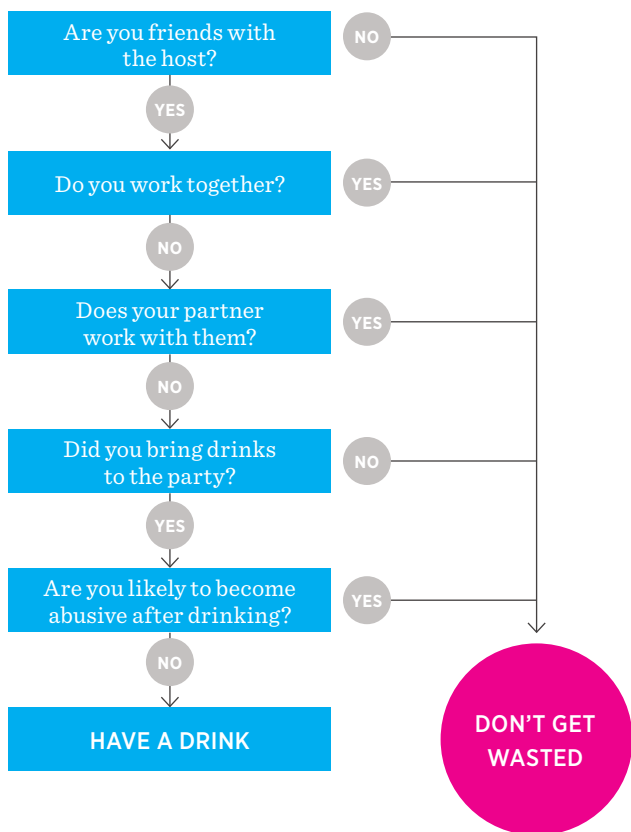 Are you friends with
the host?
NO
YES
Do you work together?
YES
NO
Does your partner
work with them?
YES
NO
Did you bring drinks
to the party?
NO
YES
Are you likely to become
abusive after drinking?
YES
NO
HAVE A DRINK
DON’T GET
WASTED